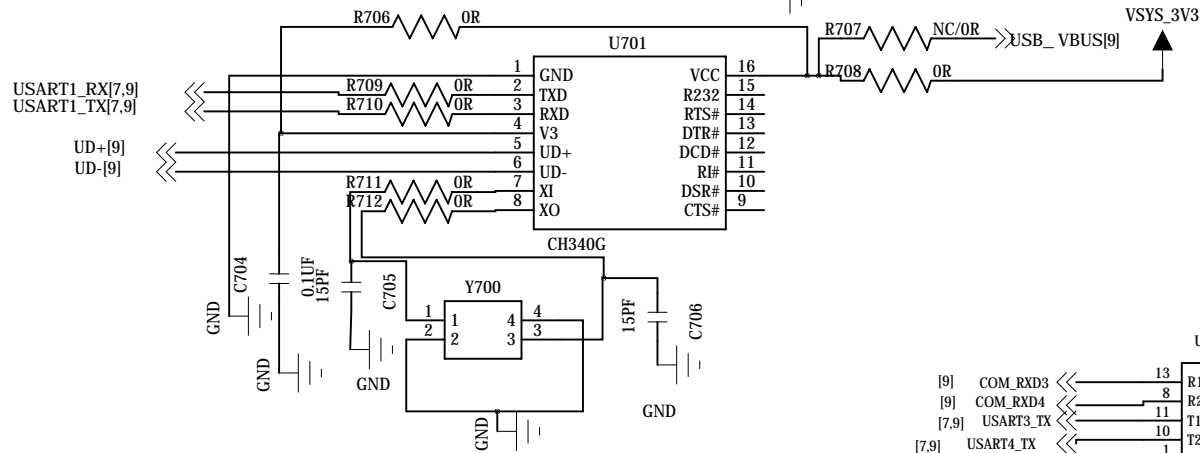 R706 0R
R707 NC/0R USB_ VBUS[9]
VSYS_3V3
R708 0R
U701
1 GND VCC 16
USART1_RX[7,9] R709 0R 2 TXD R232 15
USART1_TX[7,9] R710 0R 3 RXD RTS# 14
4 V3 DTR# 13
UD+[9] 5 UD+ DCD# 12
UD-[9] 6 UD- RI# 11
R711 0R 7 XI DSR# 10
R712 0R 8 XO CTS# 9
CH340G
C704 0.1UF
15PF C705
Y700
1 1 4 4
2 2 3 3
15PF C706
GND
GND
GND
GND
GND
[9] COM_RXD3 13 R1
[9] COM_RXD4 8 R2
[7,9] USART3_TX 11 T1
[7,9] USART4_TX 10 T2
1
U